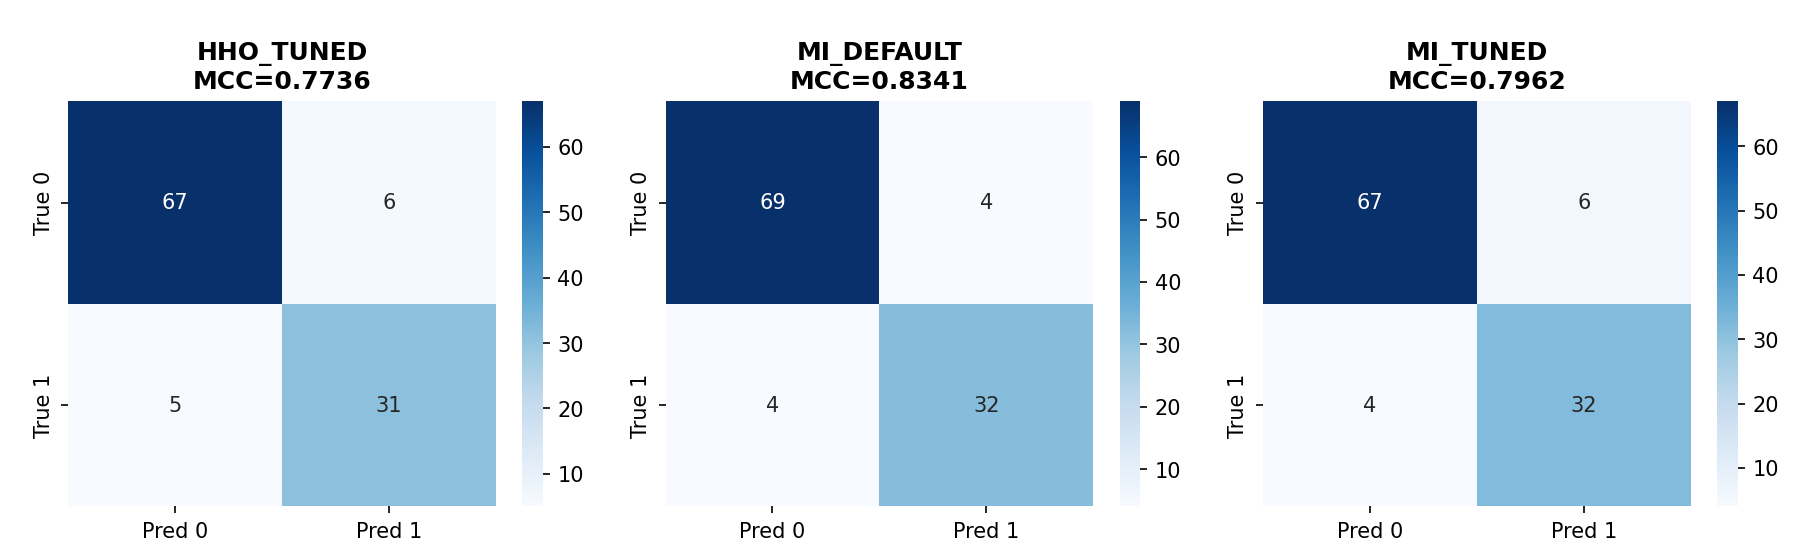 HHO_TUNED
MCC=0.7736
True 0
True 1
67
6
5
31
Pred 0
Pred 1
60
50
40
30
20
10
MI_DEFAULT
MCC=0.8341
True 0
True 1
69
4
4
32
Pred 0
Pred 1
60
50
40
30
20
10
MI_TUNED
MCC=0.7962
True 0
True 1
67
6
4
32
Pred 0
Pred 1
60
50
40
30
20
10